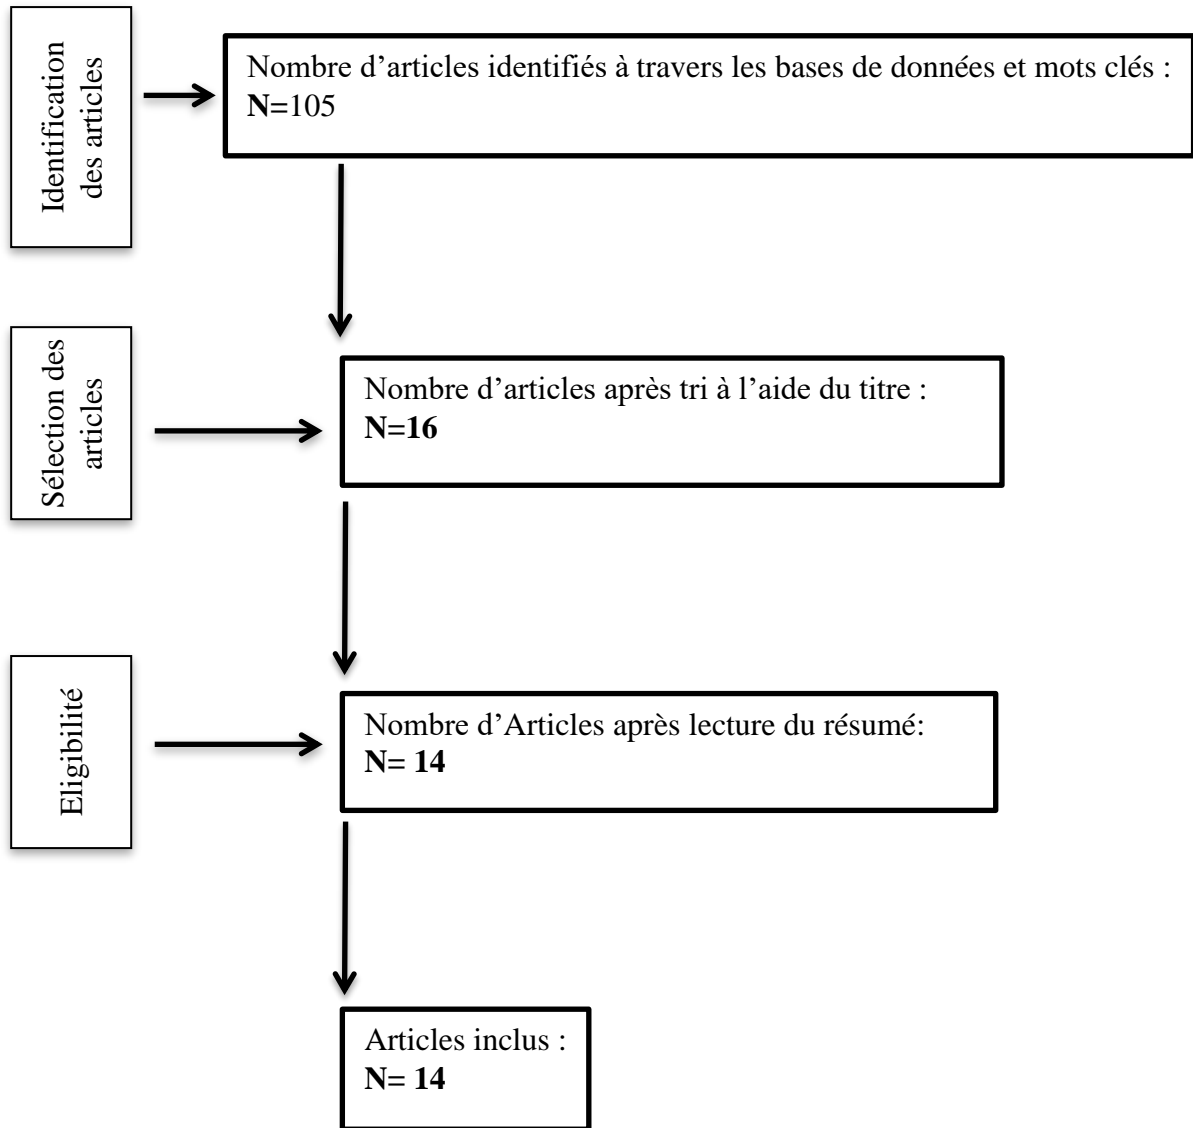 Identification
des articles
Nombre d’articles identifiés à travers les bases de données et mots clés :
N=105
Sélection des
articles
Nombre d’articles après tri à l’aide du titre :
N=16
Eligibilité
Nombre d’Articles après lecture du résumé:
N= 14
Articles inclus :
N= 14